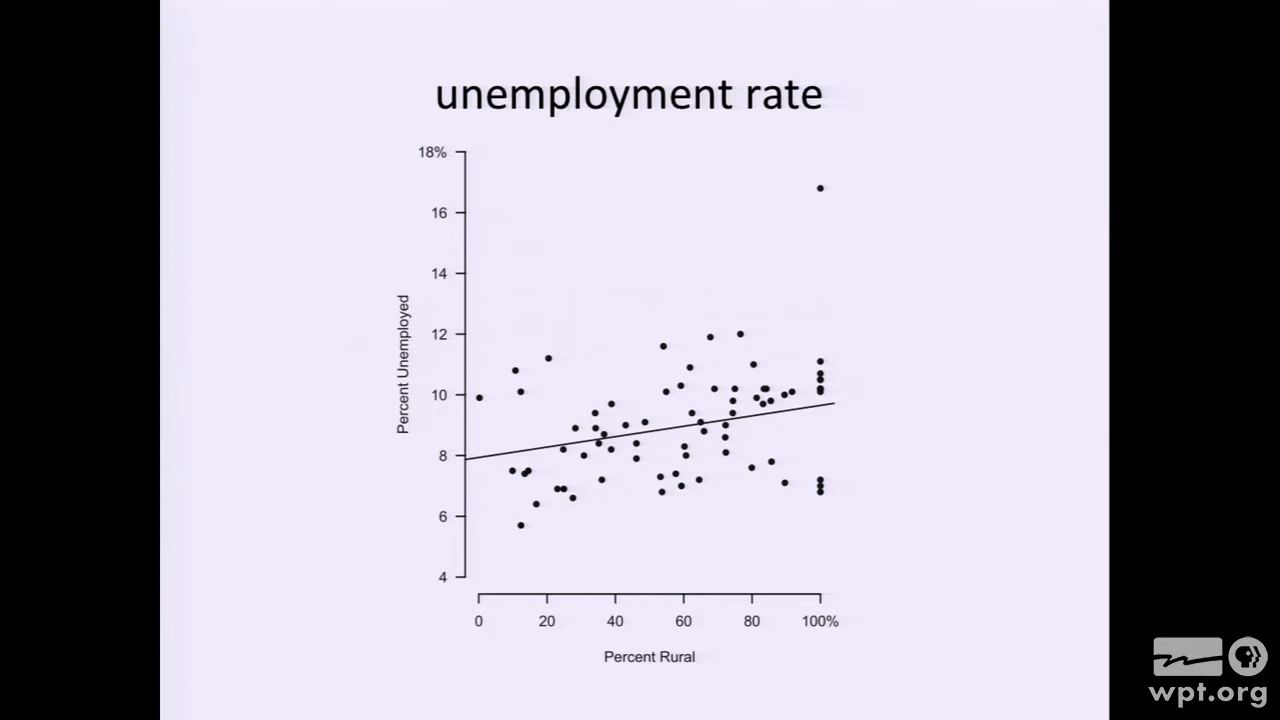 unemployment rate
18%
16
14
12
10
8
6
4
Percent Unemployed
0 20 40 60 80 100%
Percent Rural
wpt.org